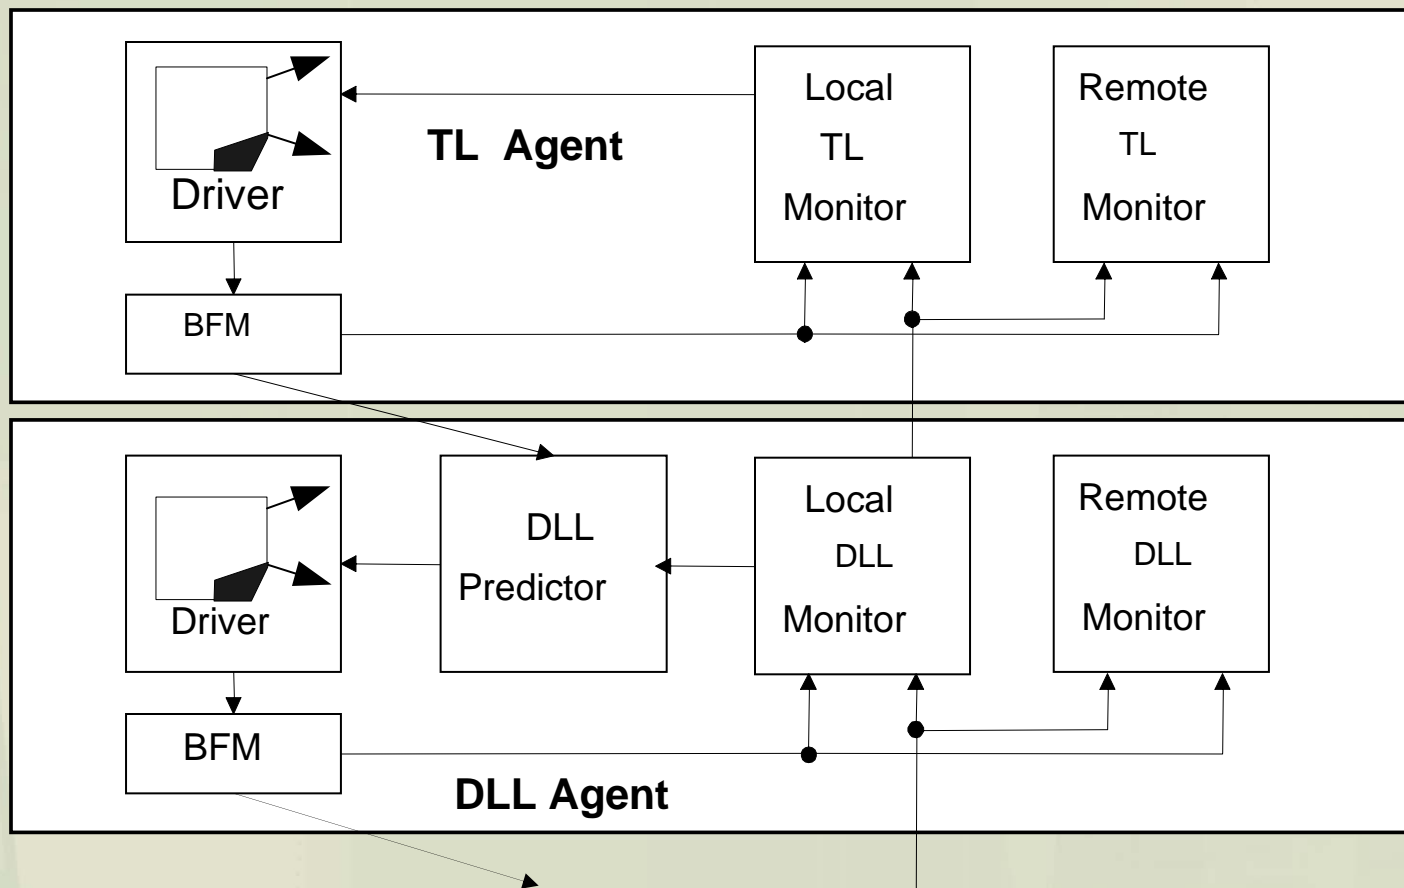 Driver
BFM
TL Agent
Local
TL
Monitor
Remote
TL
Monitor
Driver
BFM
DLL
Predictor
Local
DLL
Monitor
Remote
DLL
Monitor
DLL Agent